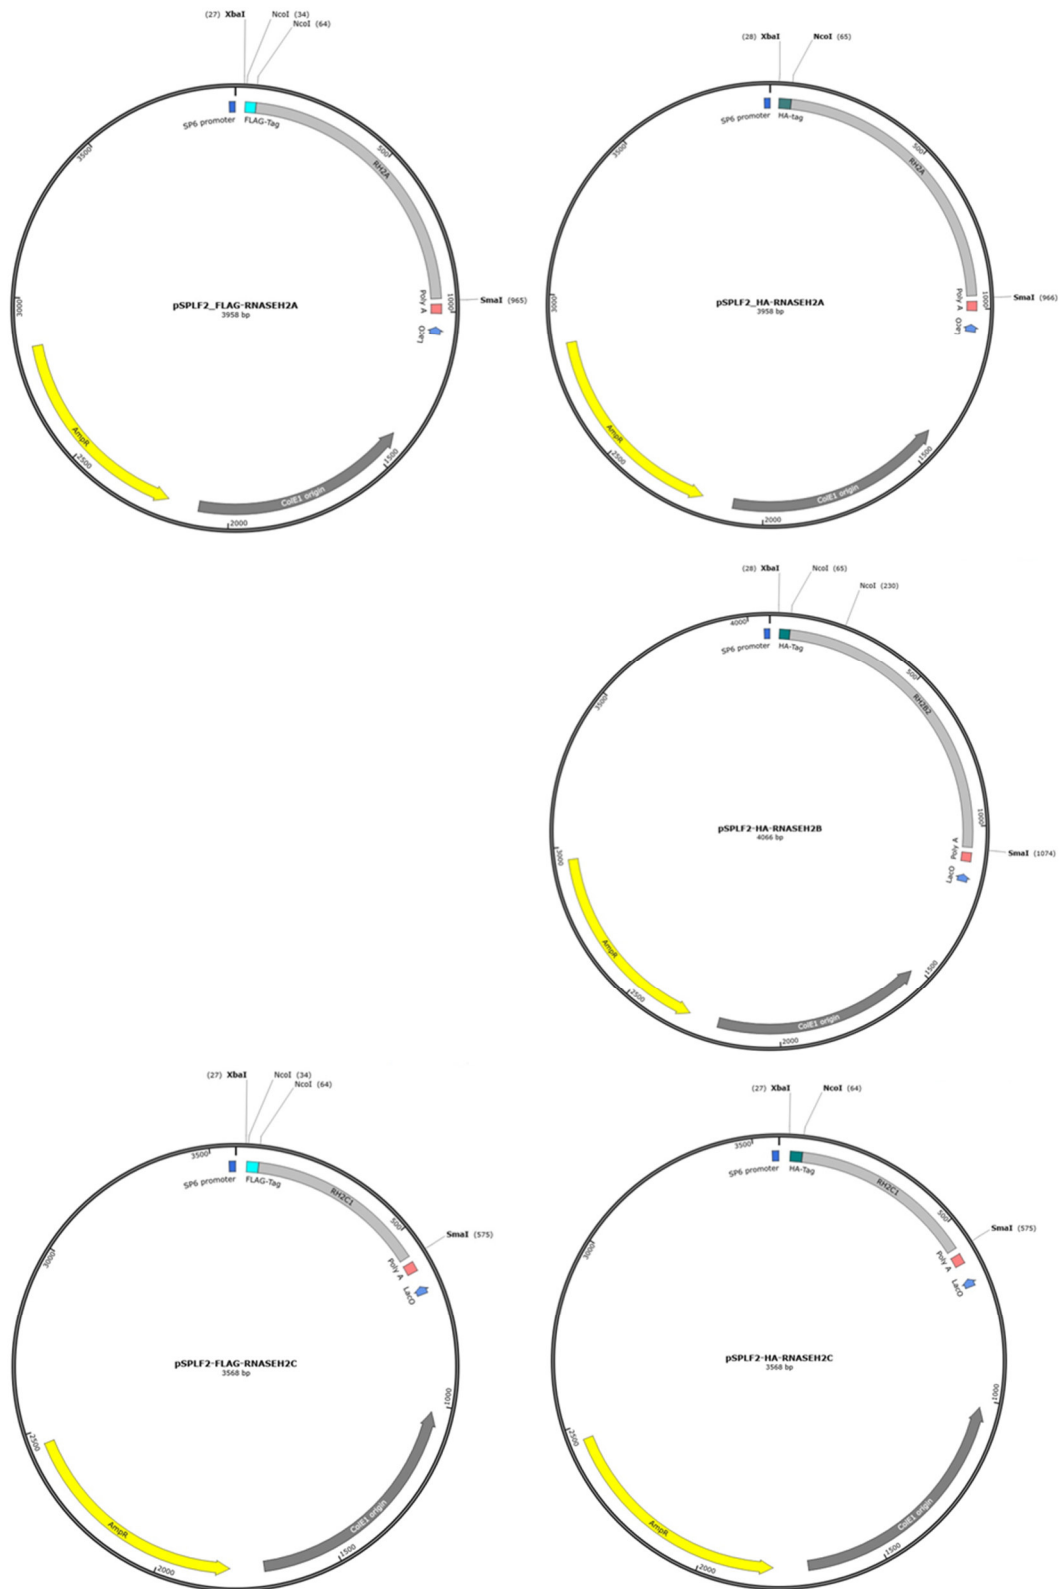 (27) XbaI NcoI (34)
NcoI (64)
SP6 promoter FLAG-Tag
500
RH2A
1000
SmaI (965)
Poly A
LacO
1500
ColE1 origin
2000
2500
AmpR
3000
3500
pSPLF2_FLAG-RNASEH2A
3958 bp
(28) XbaI NcoI (65)
SP6 promoter HA-tag
500
RH2A
1000
SmaI (966)
Poly A
LacO
1500
ColE1 origin
2000
2500
AmpR
3000
3500
pSPLF2_HA-RNASEH2A
3958 bp
(28) XbaI NcoI (65)
NcoI (230)
4000
SP6 promoter HA-Tag
500
RH2B2
1000
SmaI (1074)
Poly A
LacO
1500
ColE1 origin
2000
2500
AmpR
3000
3500
pSPLF2-HA-RNASEH2B
4066 bp
(27) XbaI NcoI (34)
NcoI (64)
3500
SP6 promoter FLAG-Tag
RH2C1
500
SmaI (575)
Poly A
LacO
1000
ColE1 origin
1500
2000
AmpR
2500
3000
pSPLF2-FLAG-RNASEH2C
3568 bp
(27) XbaI NcoI (64)
3500
SP6 promoter HA-Tag
RH2C1
500
SmaI (575)
Poly A
LacO
1000
ColE1 origin
1500
2000
AmpR
2500
3000
pSPLF2-HA-RNASEH2C
3568 bp